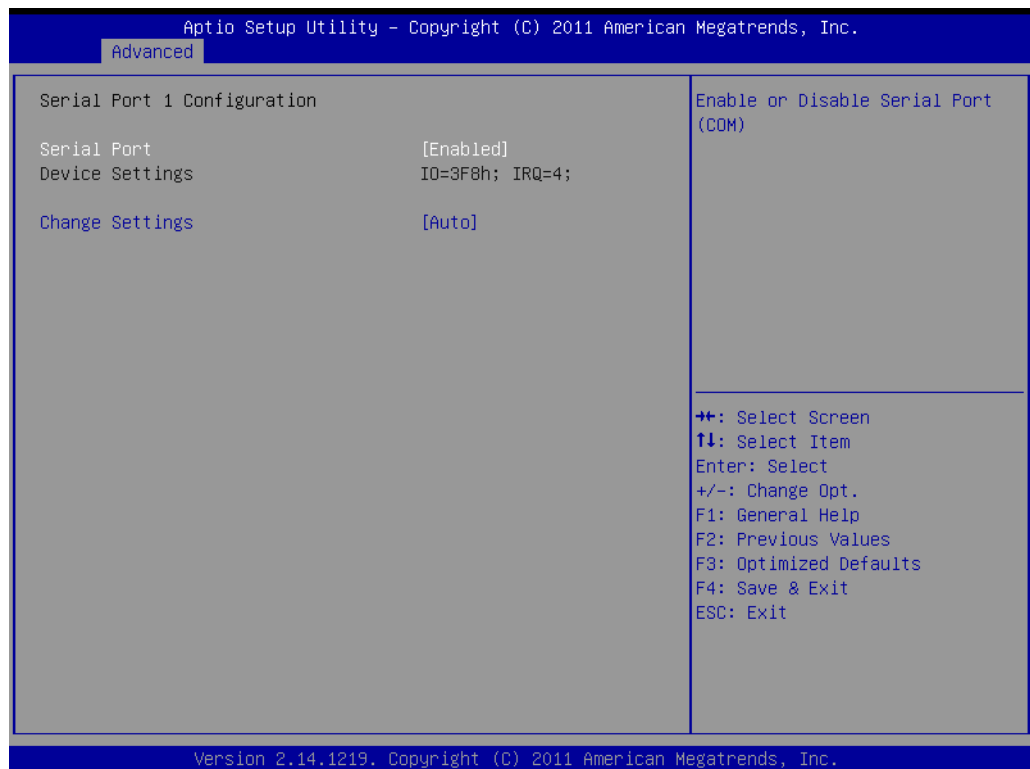 Aptio Setup Utility – Copyright (C) 2011 American Megatrends, Inc.
Advanced
Serial Port 1 Configuration
Serial Port [Enabled]
Device Settings IO=3F8h; IRQ=4;
Change Settings [Auto]
Enable or Disable Serial Port
(COM)
→←: Select Screen
↑↓: Select Item
Enter: Select
+/-: Change Opt.
F1: General Help
F2: Previous Values
F3: Optimized Defaults
F4: Save & Exit
ESC: Exit
Version 2.14.1219. Copyright (C) 2011 American Megatrends, Inc.